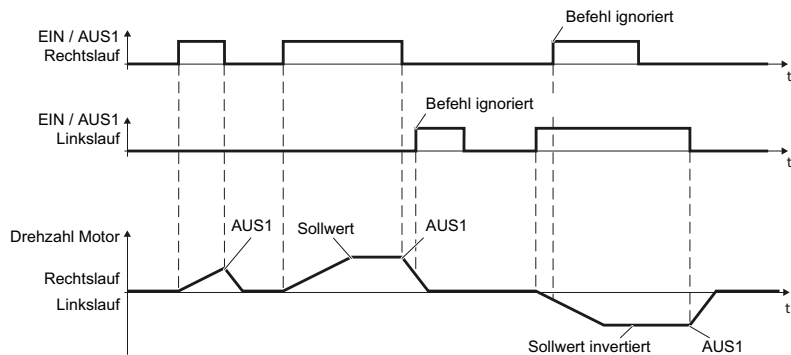 Befehl ignoriert
EIN / AUS1
Rechtslauf
t
EIN / AUS1
Linkslauf
Befehl ignoriert
t
Drehzahl Motor
AUS1
Sollwert
AUS1
Rechtslauf
Linkslauf
t
Sollwert invertiert
AUS1